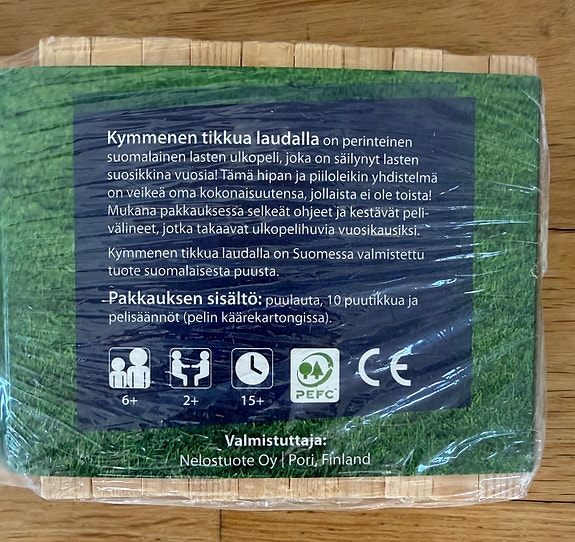 Kymmenen tikkua laudalla on perinteinen
suomalainen lasten ulkopeli, joka on säilynyt lasten
suosikkina vuosia! Tämä hipan ja piiloleikin yhdistelmä
on veikeä oma kokonaisuutensa, jollaista ei ole toista!
Mukana pakkauksessa selkeät ohjeet ja kestävät peli-
välineet, jotka takaavat ulkopelihuvia vuosikausiksi.
Kymmenen tikkua laudalla on Suomessa valmistettu
tuote suomalaisesta puusta.
Pakkauksen sisältö: puulauta, 10 puutikkua ja
pelisäännöt (pelin käärekartongissa).
6+ 2+ 15+ PEFC CE
Valmistuttaja:
Nelostuote Oy | Pori, Finland